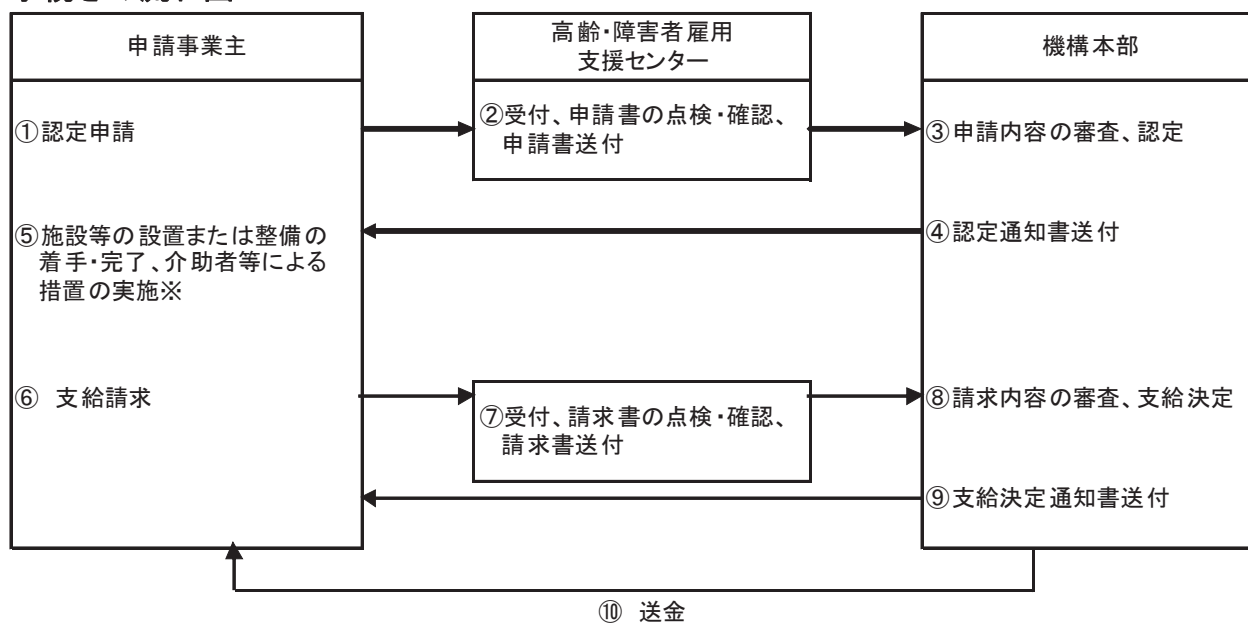 申請事業主
高齢・障害者雇用
支援センター
機構本部
①認定申請
②受付、申請書の点検・確認、
申請書送付
③申請内容の審査、認定
④認定通知書送付
⑤施設等の設置または整備の
着手・完了、介助者等による
措置の実施※
⑥ 支給請求
⑦受付、請求書の点検・確認、
請求書送付
⑧請求内容の審査、支給決定
⑨支給決定通知書送付
⑩ 送金